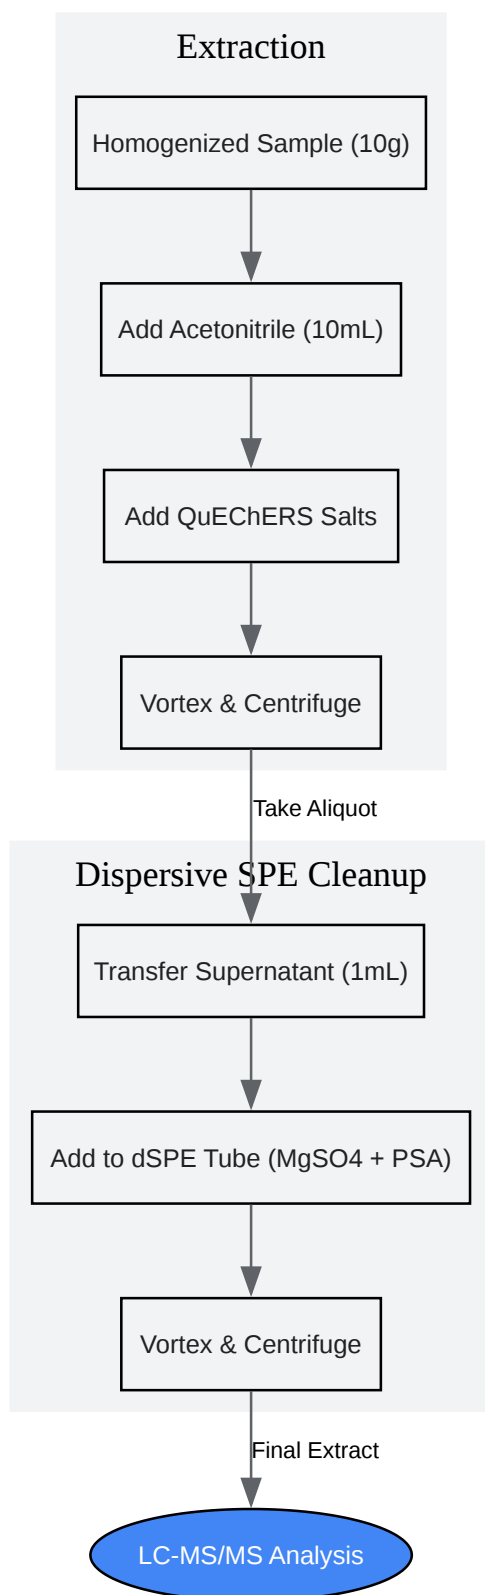 Extraction
Homogenized Sample (10g)
Add Acetonitrile (10mL)
Add QuEChERS Salts
Vortex & Centrifuge
Take Aliquot
Dispersive SPE Cleanup
Transfer Supernatant (1mL)
Add to dSPE Tube (MgSO4 + PSA)
Vortex & Centrifuge
Final Extract
LC-MS/MS Analysis